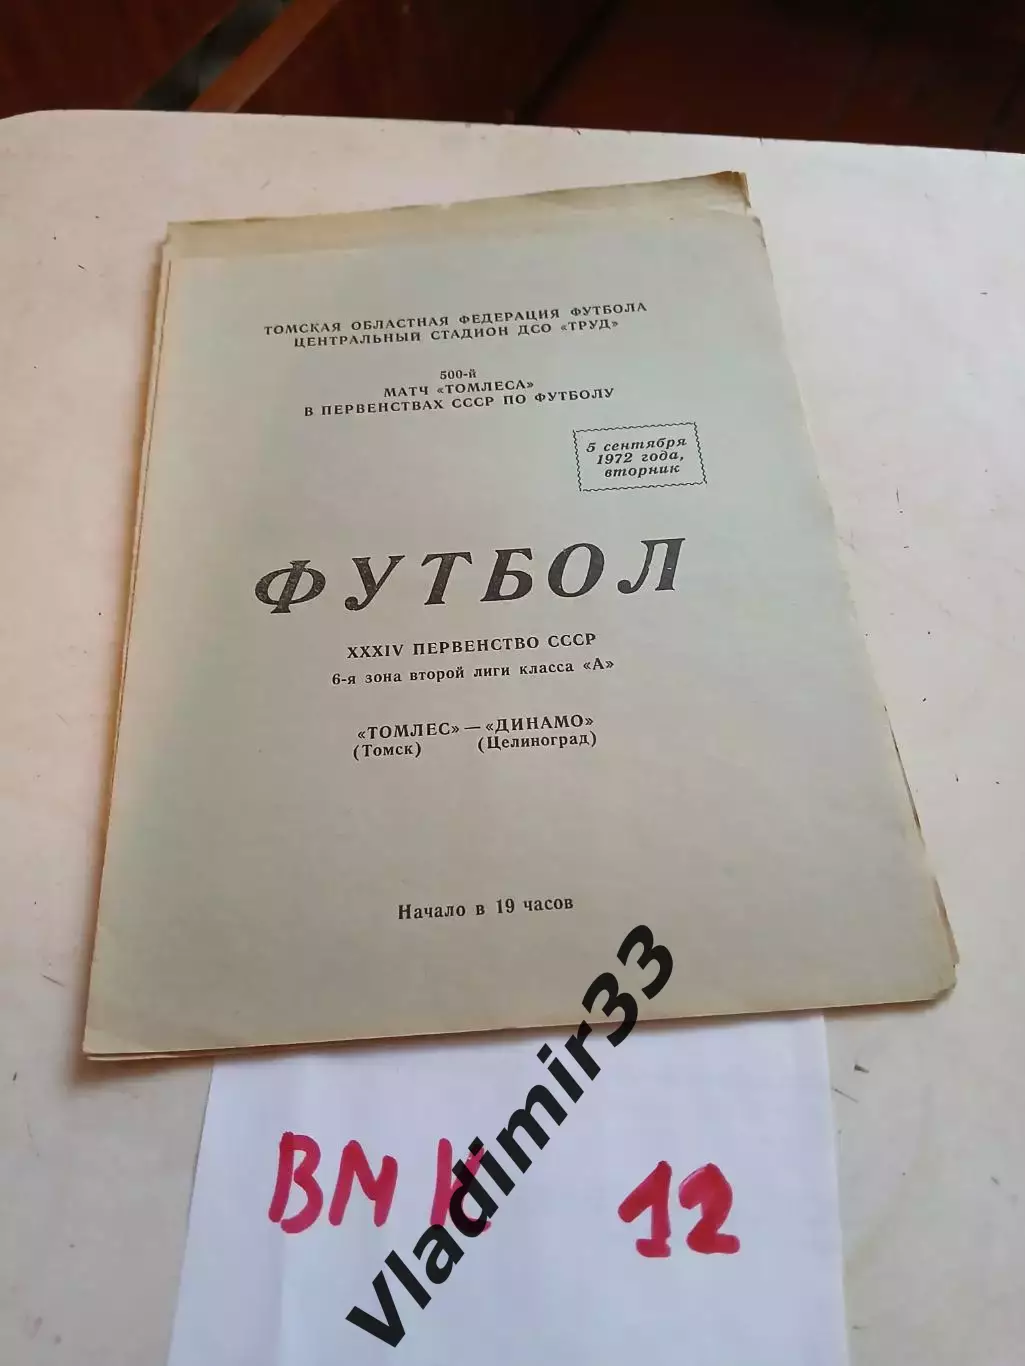 ТОМСКАЯ ОБЛАСТНАЯ ФЕДЕРАЦИЯ ФУТБОЛА
ЦЕНТРАЛЬНЫЙ СТАДИОН ДСО «ТРУД»
500-й
МАТЧ «ТОМЛЕСА»
В ПЕРВЕНСТВАХ СССР ПО ФУТБОЛУ
5 сентября
1972 года,
вторник
ФУТБОЛ
XXXIV ПЕРВЕНСТВО СССР
6-я зона второй лиги класса «А»
«ТОМЛЕС» — «ДИНАМО»
(Томск) (Целиноград)
Начало в 19 часов
Vladimir33
ВМК 12